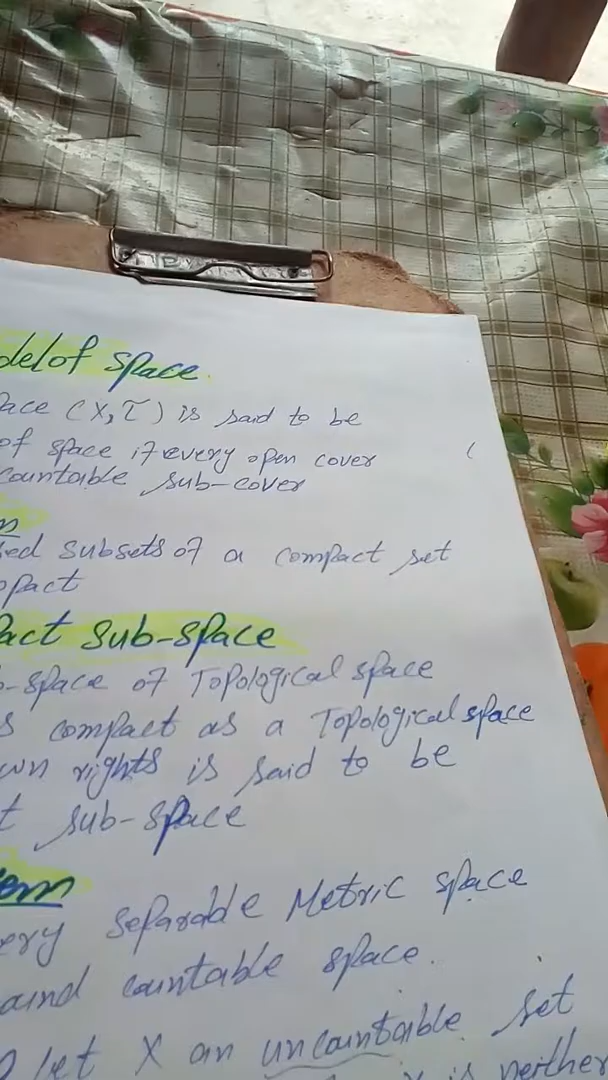 delof space.
ace (X, τ) is said to be
of space if every open cover
countable sub-cover
subsets of a compact set
pact
act sub-space
-space of Topological space
s compact as a Topological space
wn rights is said to be
t sub-space
em
ery separable Metric space
and countable space.
let X an uncountable set
is neither